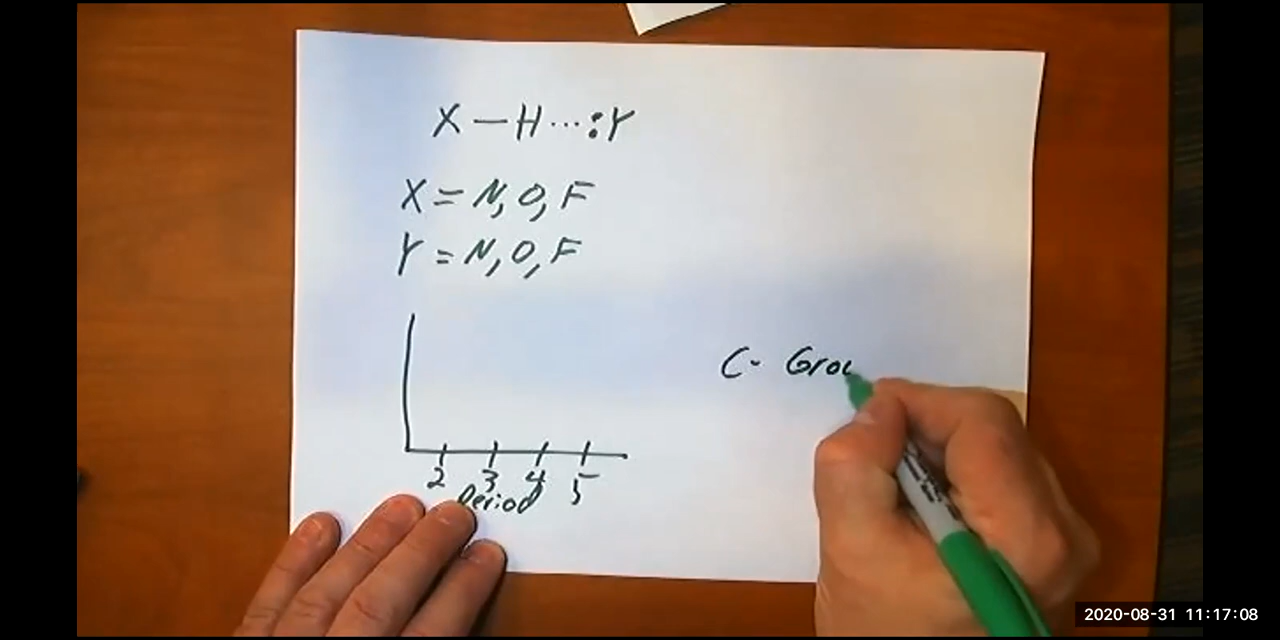 X — H ··· :Y
X = N, O, F
Y = N, O, F
C- Grou
2 3 4 5
Period
2020-08-31 11:17:08